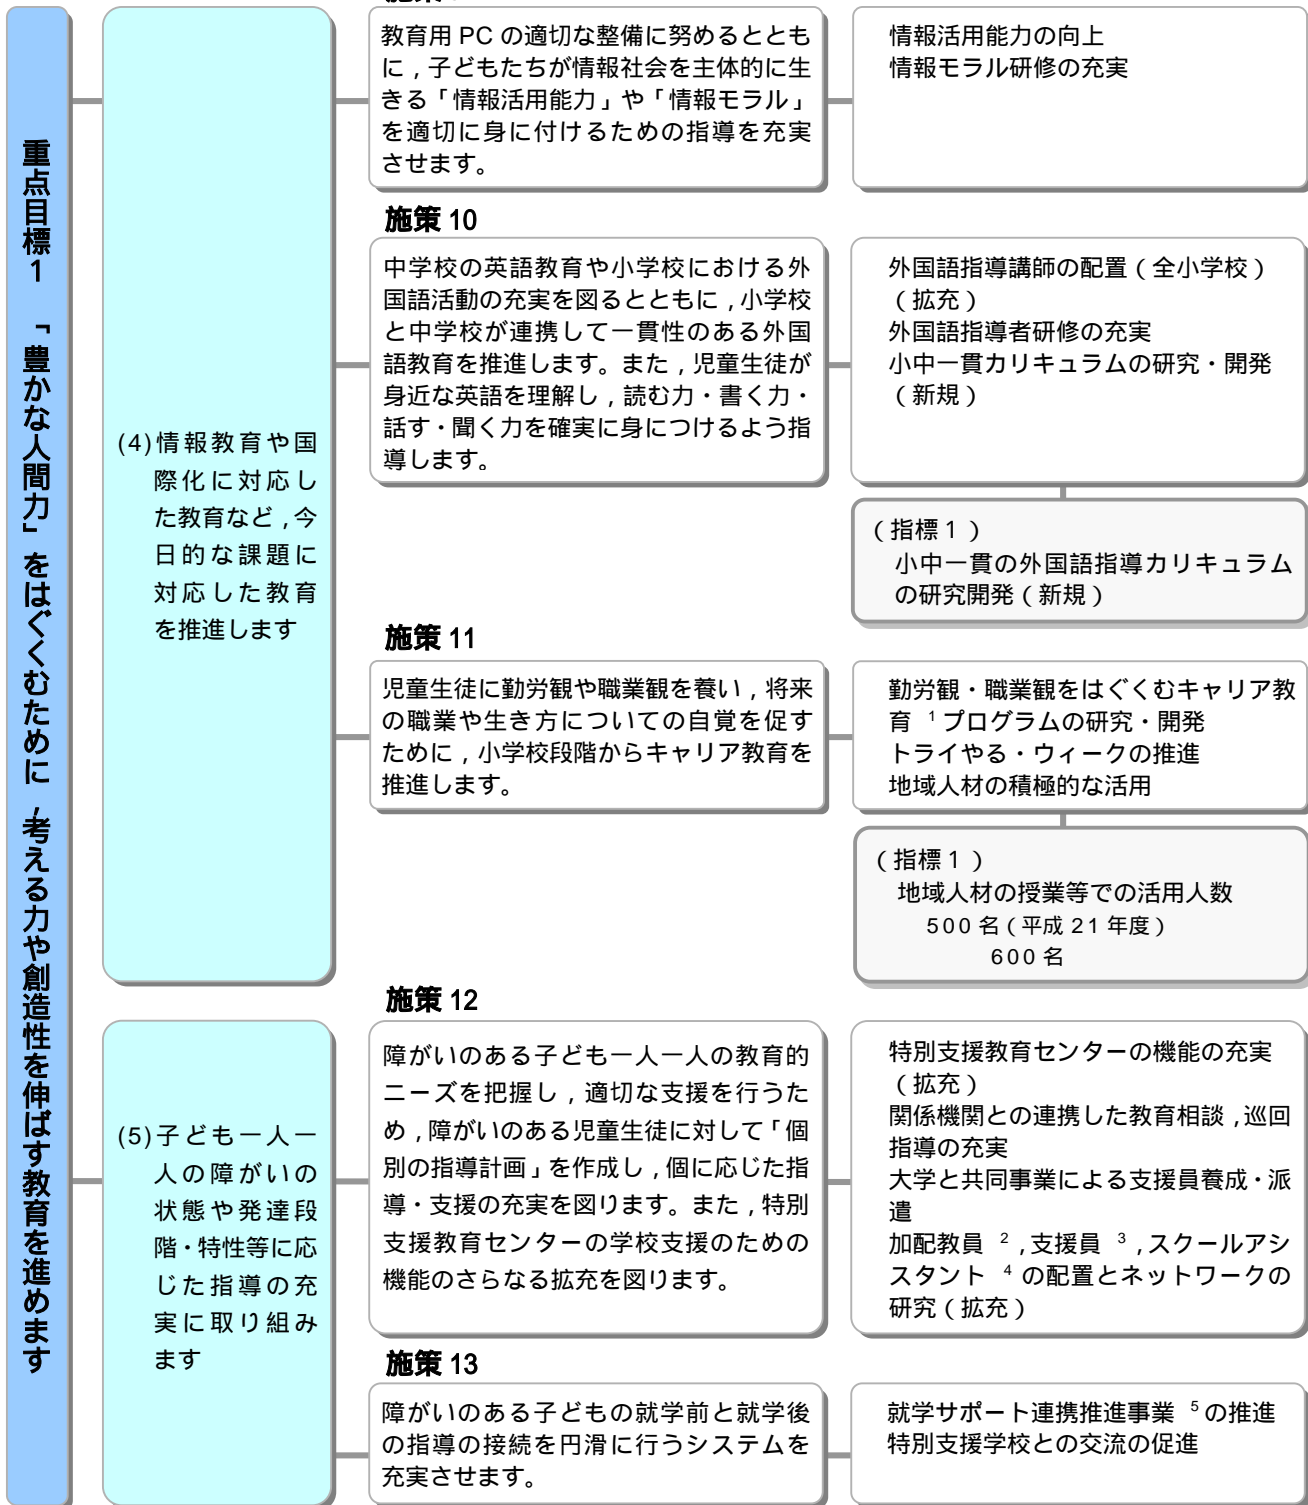 重点目標1 「豊かな人間力」をはぐくむために,考える力や創造性を伸ばす教育を進めます
(4)情報教育や国
際化に対応し
た教育など,今
日的な課題に
対応した教育
を推進します
教育用 PC の適切な整備に努めるととも
に,子どもたちが情報社会を主体的に生
きる「情報活用能力」や「情報モラル」
を適切に身に付けるための指導を充実
させます。
情報活用能力の向上
情報モラル研修の充実
施策 10
中学校の英語教育や小学校における外
国語活動の充実を図るとともに,小学校
と中学校が連携して一貫性のある外国
語教育を推進します。また,児童生徒が
身近な英語を理解し,読む力・書く力・
話す・聞く力を確実に身につけるよう指
導します。
外国語指導講師の配置(全小学校)
(拡充)
外国語指導者研修の充実
小中一貫カリキュラムの研究・開発
(新規)
(指標1)
小中一貫の外国語指導カリキュラム
の研究開発(新規)
施策 11
児童生徒に勤労観や職業観を養い,将来
の職業や生き方についての自覚を促す
ために,小学校段階からキャリア教育を
推進します。
勤労観・職業観をはぐくむキャリア教
育 1 プログラムの研究・開発
トライやる・ウィークの推進
地域人材の積極的な活用
(指標1)
地域人材の授業等での活用人数
500 名(平成 21 年度)
600 名
(5)子ども一人一
人の障がいの
状態や発達段
階・特性等に応
じた指導の充
実に取り組み
ます
施策 12
障がいのある子ども一人一人の教育的
ニーズを把握し,適切な支援を行うた
め,障がいのある児童生徒に対して「個
別の指導計画」を作成し,個に応じた指
導・支援の充実を図ります。また,特別
支援教育センターの学校支援のための
機能のさらなる拡充を図ります。
特別支援教育センターの機能の充実
(拡充)
関係機関との連携した教育相談,巡回
指導の充実
大学と共同事業による支援員養成・派
遣
加配教員 2,支援員 3,スクールアシ
スタント 4 の配置とネットワークの
研究(拡充)
施策 13
障がいのある子どもの就学前と就学後
の指導の接続を円滑に行うシステムを
充実させます。
就学サポート連携推進事業 5 の推進
特別支援学校との交流の促進